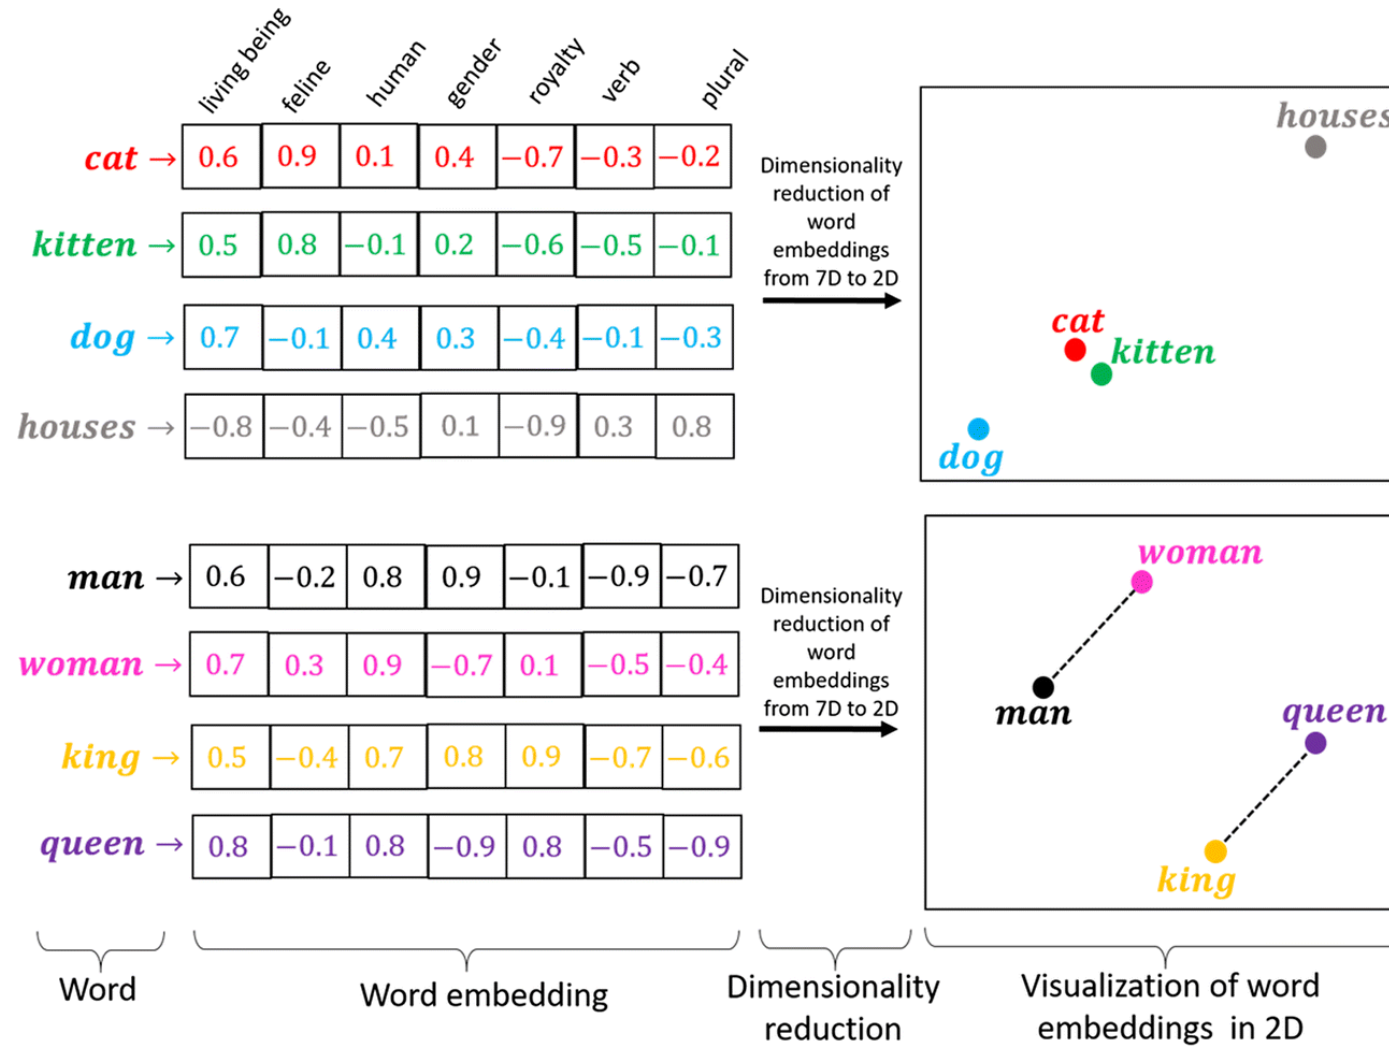 living being feline human gender royalty verb plural
cat → 0.6 0.9 0.1 0.4 −0.7 −0.3 −0.2
kitten → 0.5 0.8 −0.1 0.2 −0.6 −0.5 −0.1
dog → 0.7 −0.1 0.4 0.3 −0.4 −0.1 −0.3
houses → −0.8 −0.4 −0.5 0.1 −0.9 0.3 0.8
Dimensionality
reduction of
word
embeddings
from 7D to 2D
houses
cat
kitten
dog
man → 0.6 −0.2 0.8 0.9 −0.1 −0.9 −0.7
woman → 0.7 0.3 0.9 −0.7 0.1 −0.5 −0.4
king → 0.5 −0.4 0.7 0.8 0.9 −0.7 −0.6
queen → 0.8 −0.1 0.8 −0.9 0.8 −0.5 −0.9
Dimensionality
reduction of
word
embeddings
from 7D to 2D
woman
man
queen
king
Word
Word embedding
Dimensionality
reduction
Visualization of word
embeddings in 2D